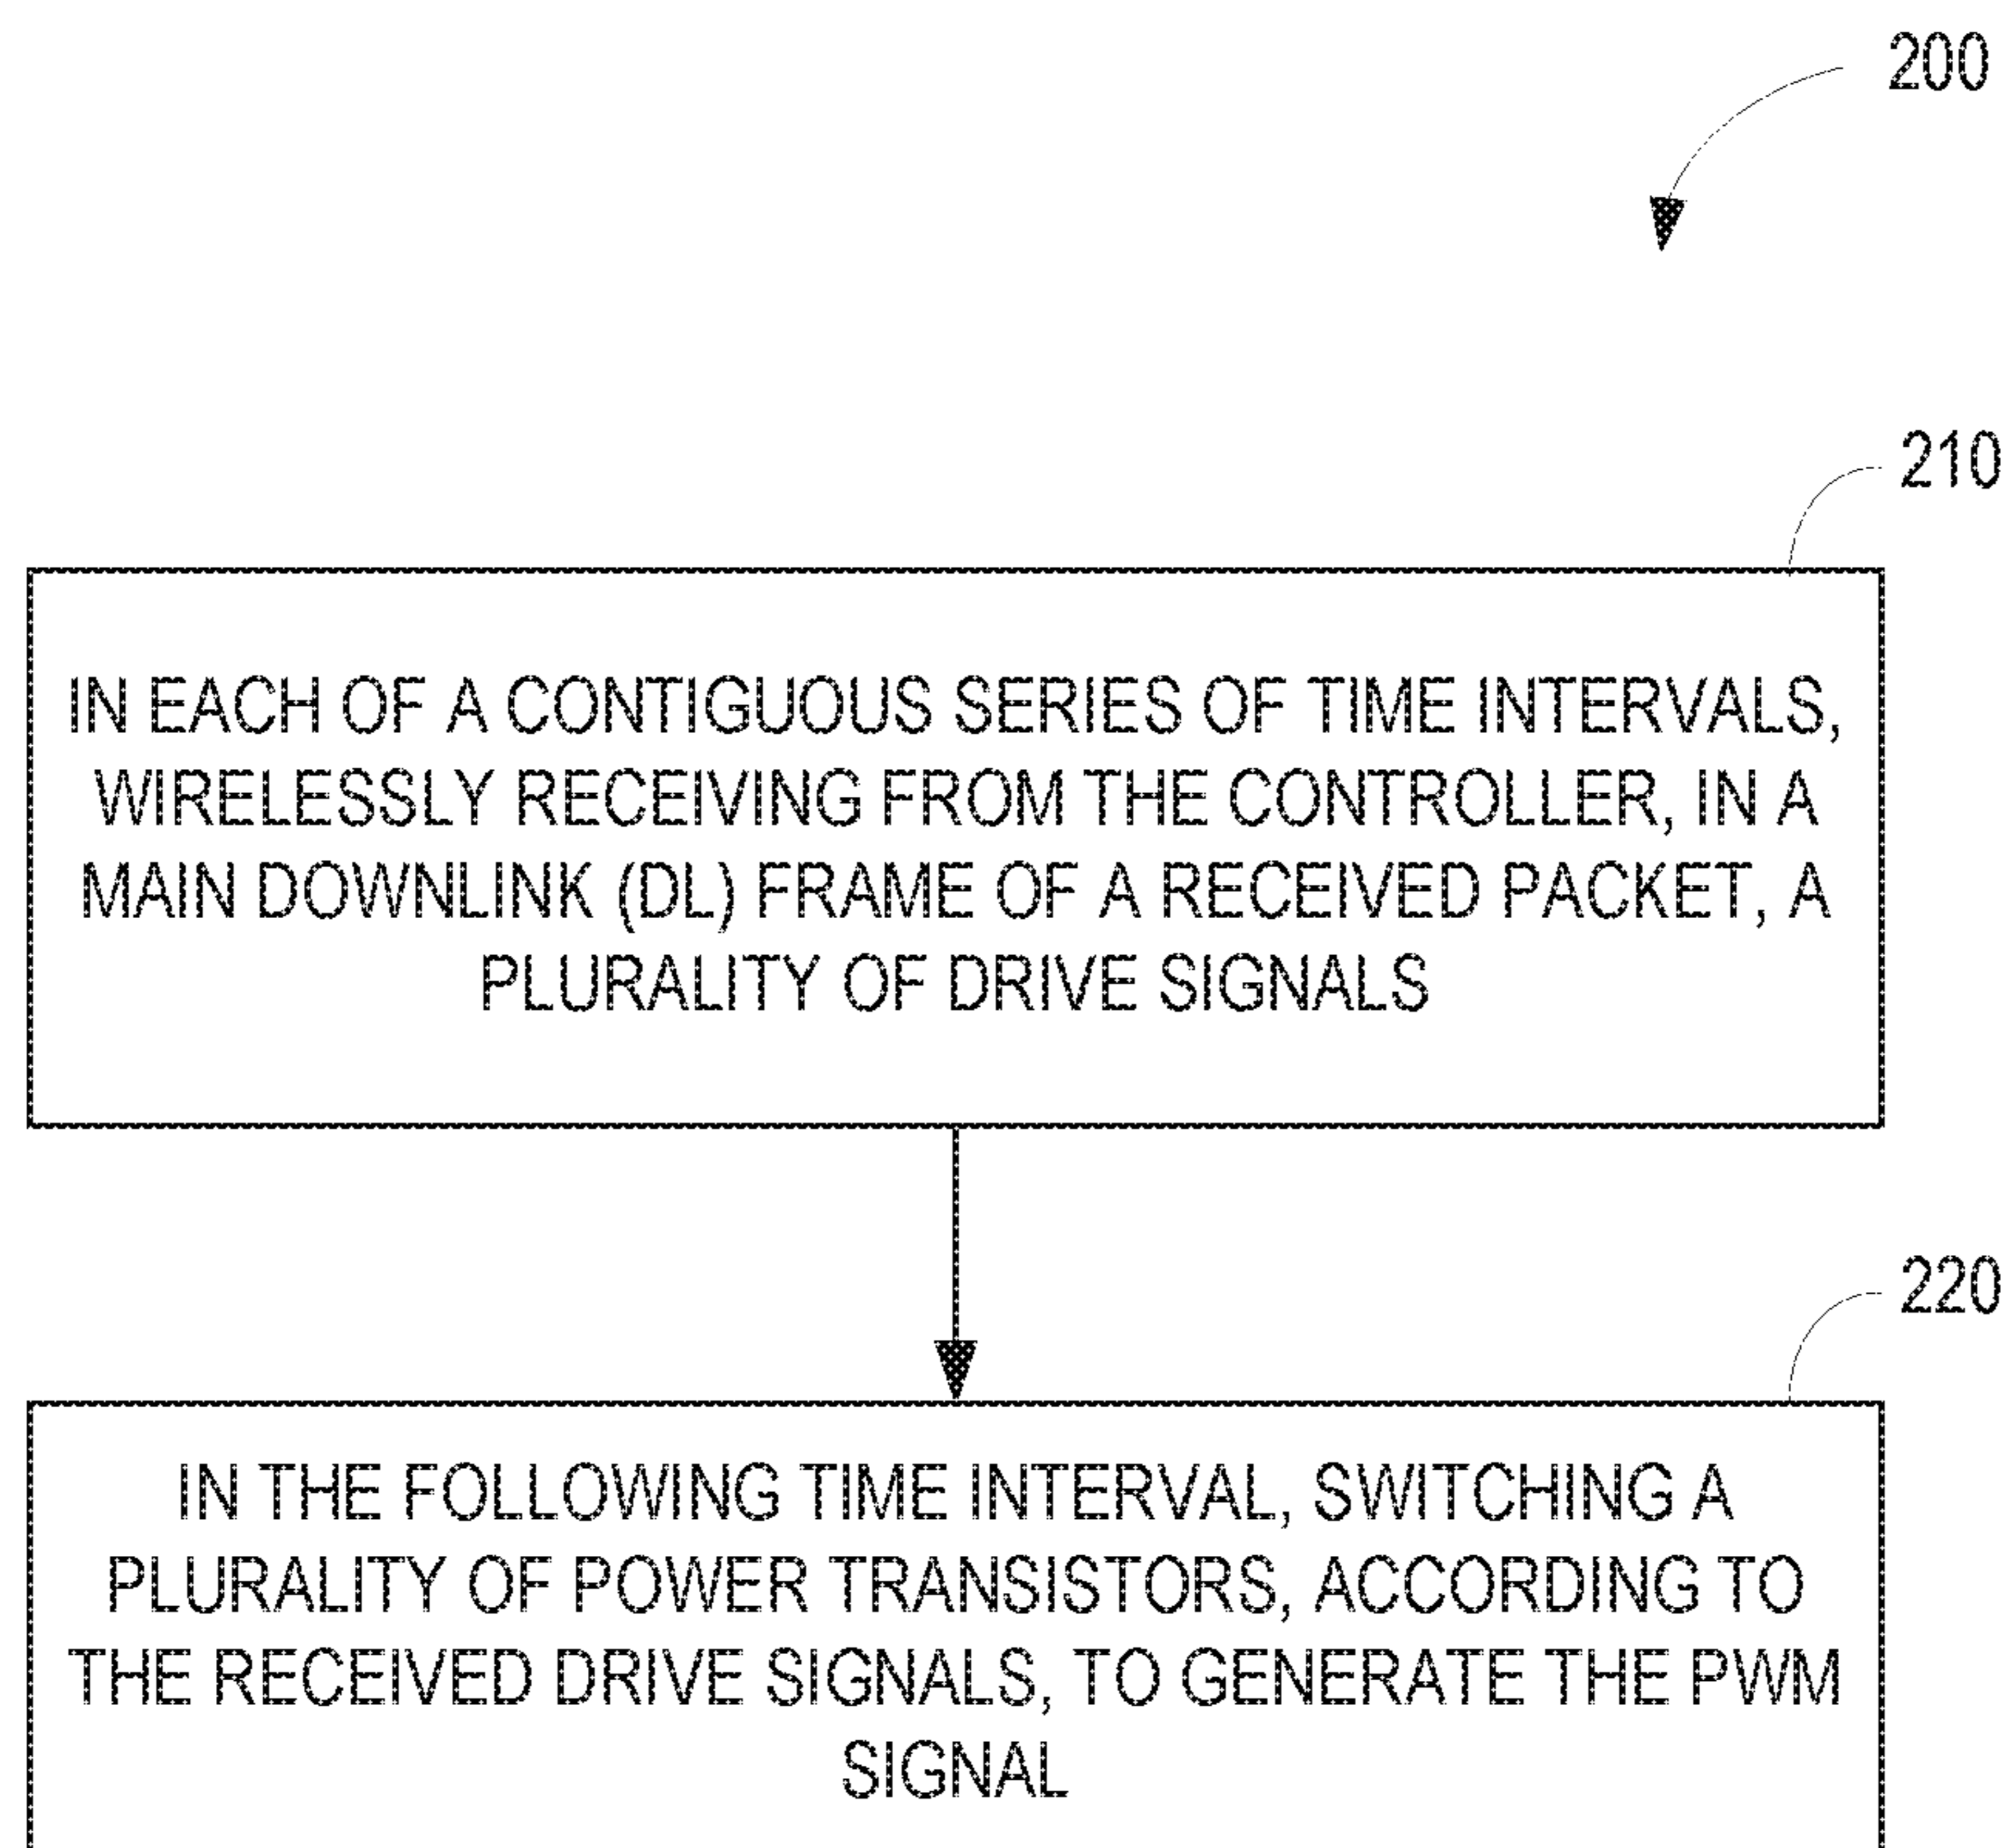 200
210
IN EACH OF A CONTIGUOUS SERIES OF TIME INTERVALS,
WIRELESSLY RECEIVING FROM THE CONTROLLER, IN A
MAIN DOWNLINK (DL) FRAME OF A RECEIVED PACKET, A
PLURALITY OF DRIVE SIGNALS
220
IN THE FOLLOWING TIME INTERVAL, SWITCHING A
PLURALITY OF POWER TRANSISTORS, ACCORDING TO
THE RECEIVED DRIVE SIGNALS, TO GENERATE THE PWM
SIGNAL